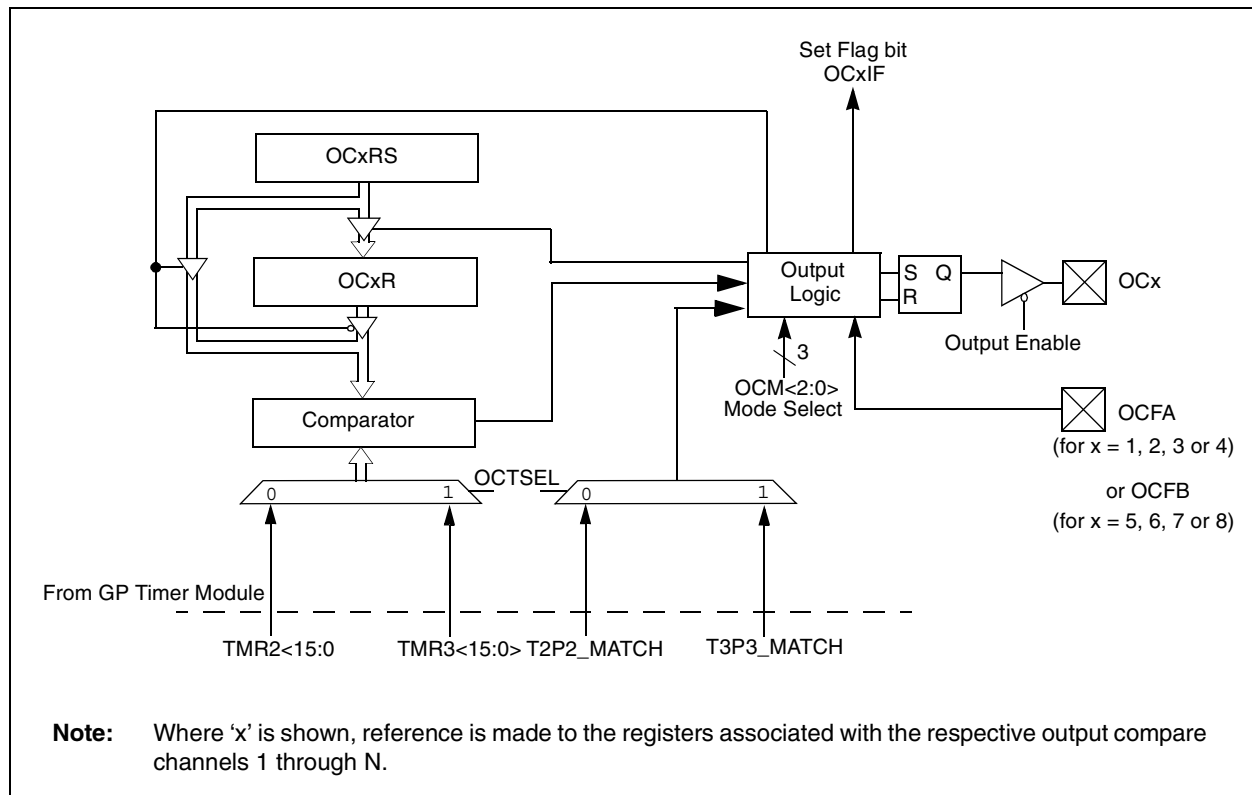 Set Flag bit
OCxIF
OCxRS
OCxR
Output
Logic
S Q
R
OCx
Output Enable
3
OCM<2:0>
Mode Select
Comparator
OCFA
(for x = 1, 2, 3 or 4)
or OCFB
(for x = 5, 6, 7 or 8)
OCTSEL
0 1
0 1
From GP Timer Module
TMR2<15:0
TMR3<15:0>
T2P2_MATCH
T3P3_MATCH
Note: Where ‘x’ is shown, reference is made to the registers associated with the respective output compare
channels 1 through N.